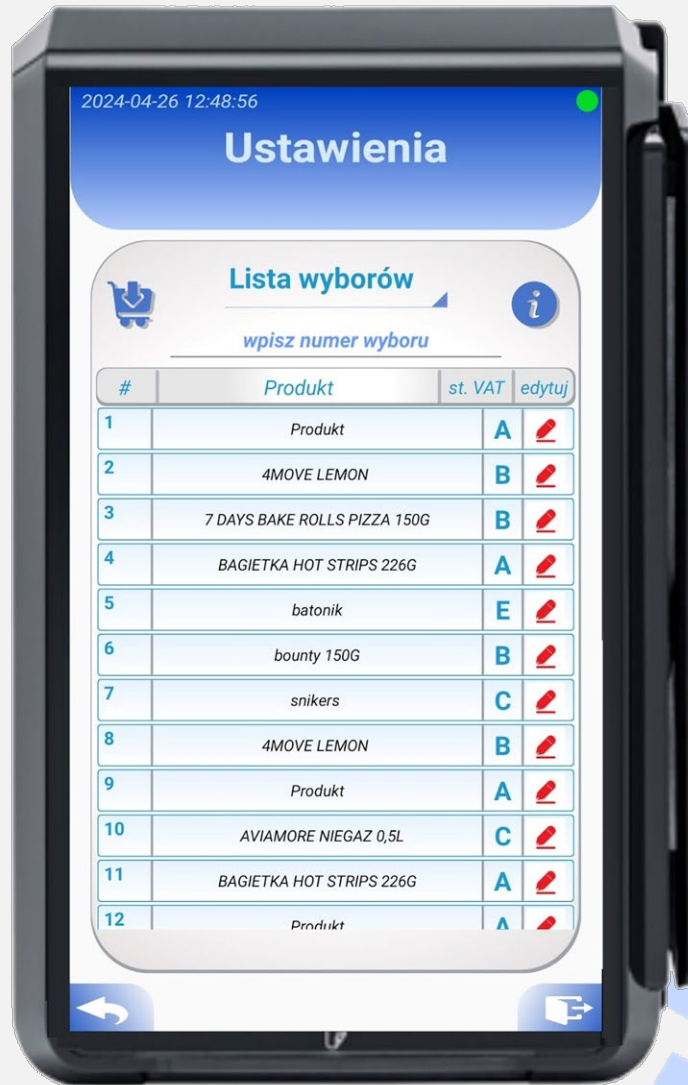 2024-04-26 12:48:56
Ustawienia
Lista wyborów
wpisz numer wyboru
# Produkt st. VAT edytuj
1 Produkt A
2 4MOVE LEMON B
3 7 DAYS BAKE ROLLS PIZZA 150G B
4 BAGIETKA HOT STRIPS 226G A
5 batonik E
6 bounty 150G B
7 snikers C
8 4MOVE LEMON B
9 Produkt A
10 AVIAMORE NIEGAZ 0,5L C
11 BAGIETKA HOT STRIPS 226G A
12 Produkt A